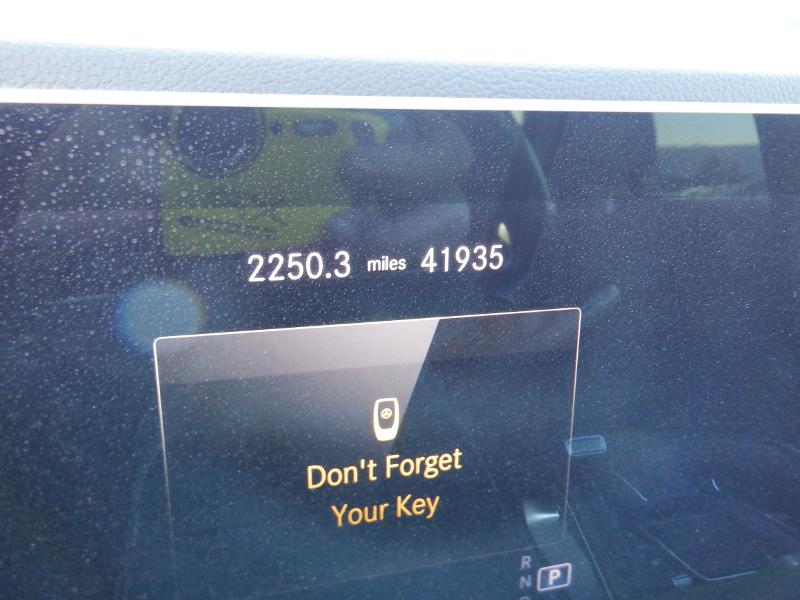 2250.3 miles 41935
Don't Forget
Your Key
R
N P